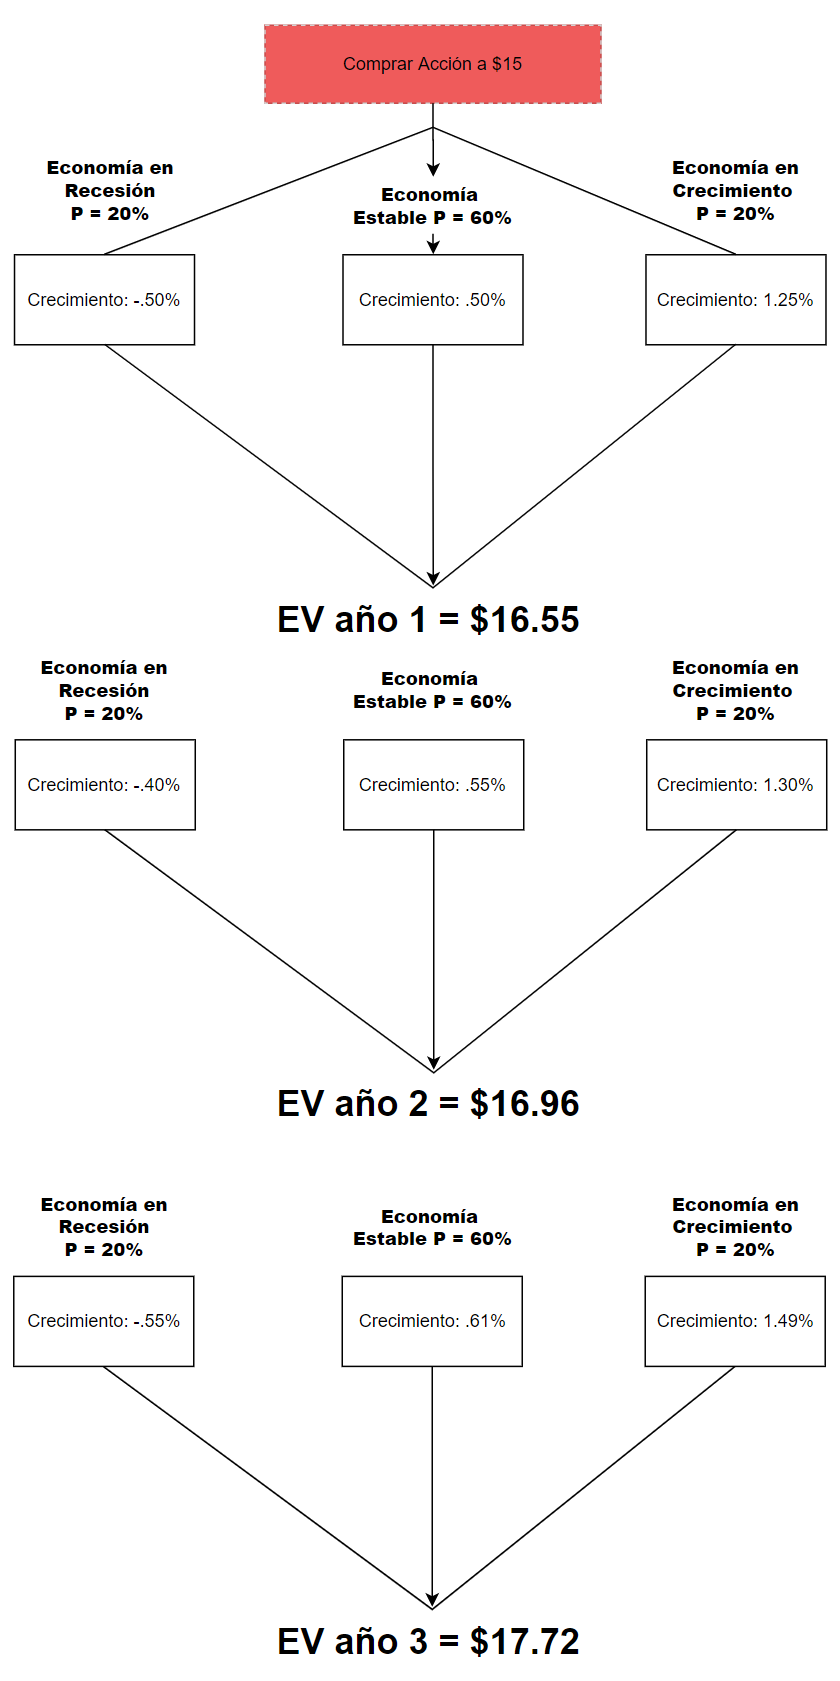 Comprar Acción a $15
Economía en
Recesión
P = 20%
Economía
Estable P = 60%
Economía en
Crecimiento
P = 20%
Crecimiento: -.50%
Crecimiento: .50%
Crecimiento: 1.25%
EV año 1 = $16.55
Economía en
Recesión
P = 20%
Economía
Estable P = 60%
Economía en
Crecimiento
P = 20%
Crecimiento: -.40%
Crecimiento: .55%
Crecimiento: 1.30%
EV año 2 = $16.96
Economía en
Recesión
P = 20%
Economía
Estable P = 60%
Economía en
Crecimiento
P = 20%
Crecimiento: -.55%
Crecimiento: .61%
Crecimiento: 1.49%
EV año 3 = $17.72